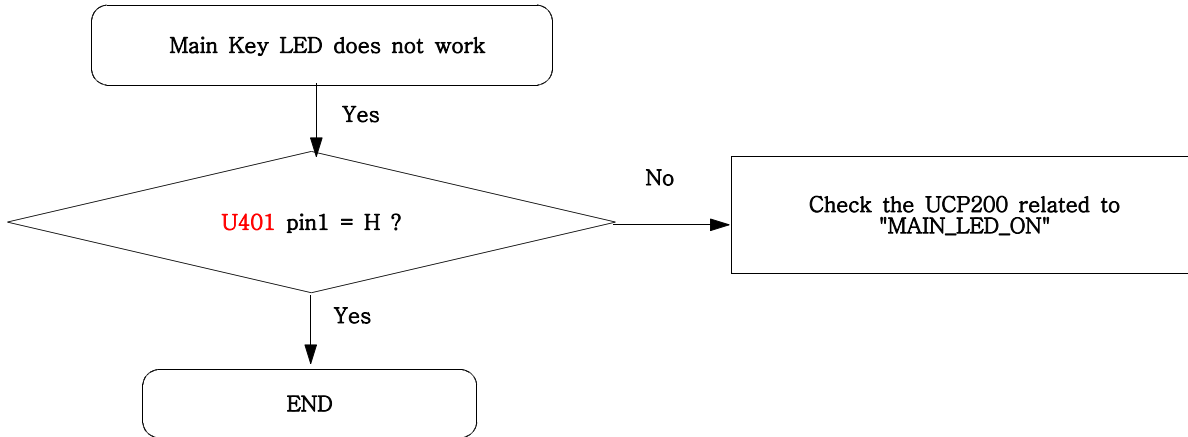 Main Key LED does not work
Yes
U401 pin1 = H ?
No
Check the UCP200 related to
"MAIN_LED_ON"
Yes
END